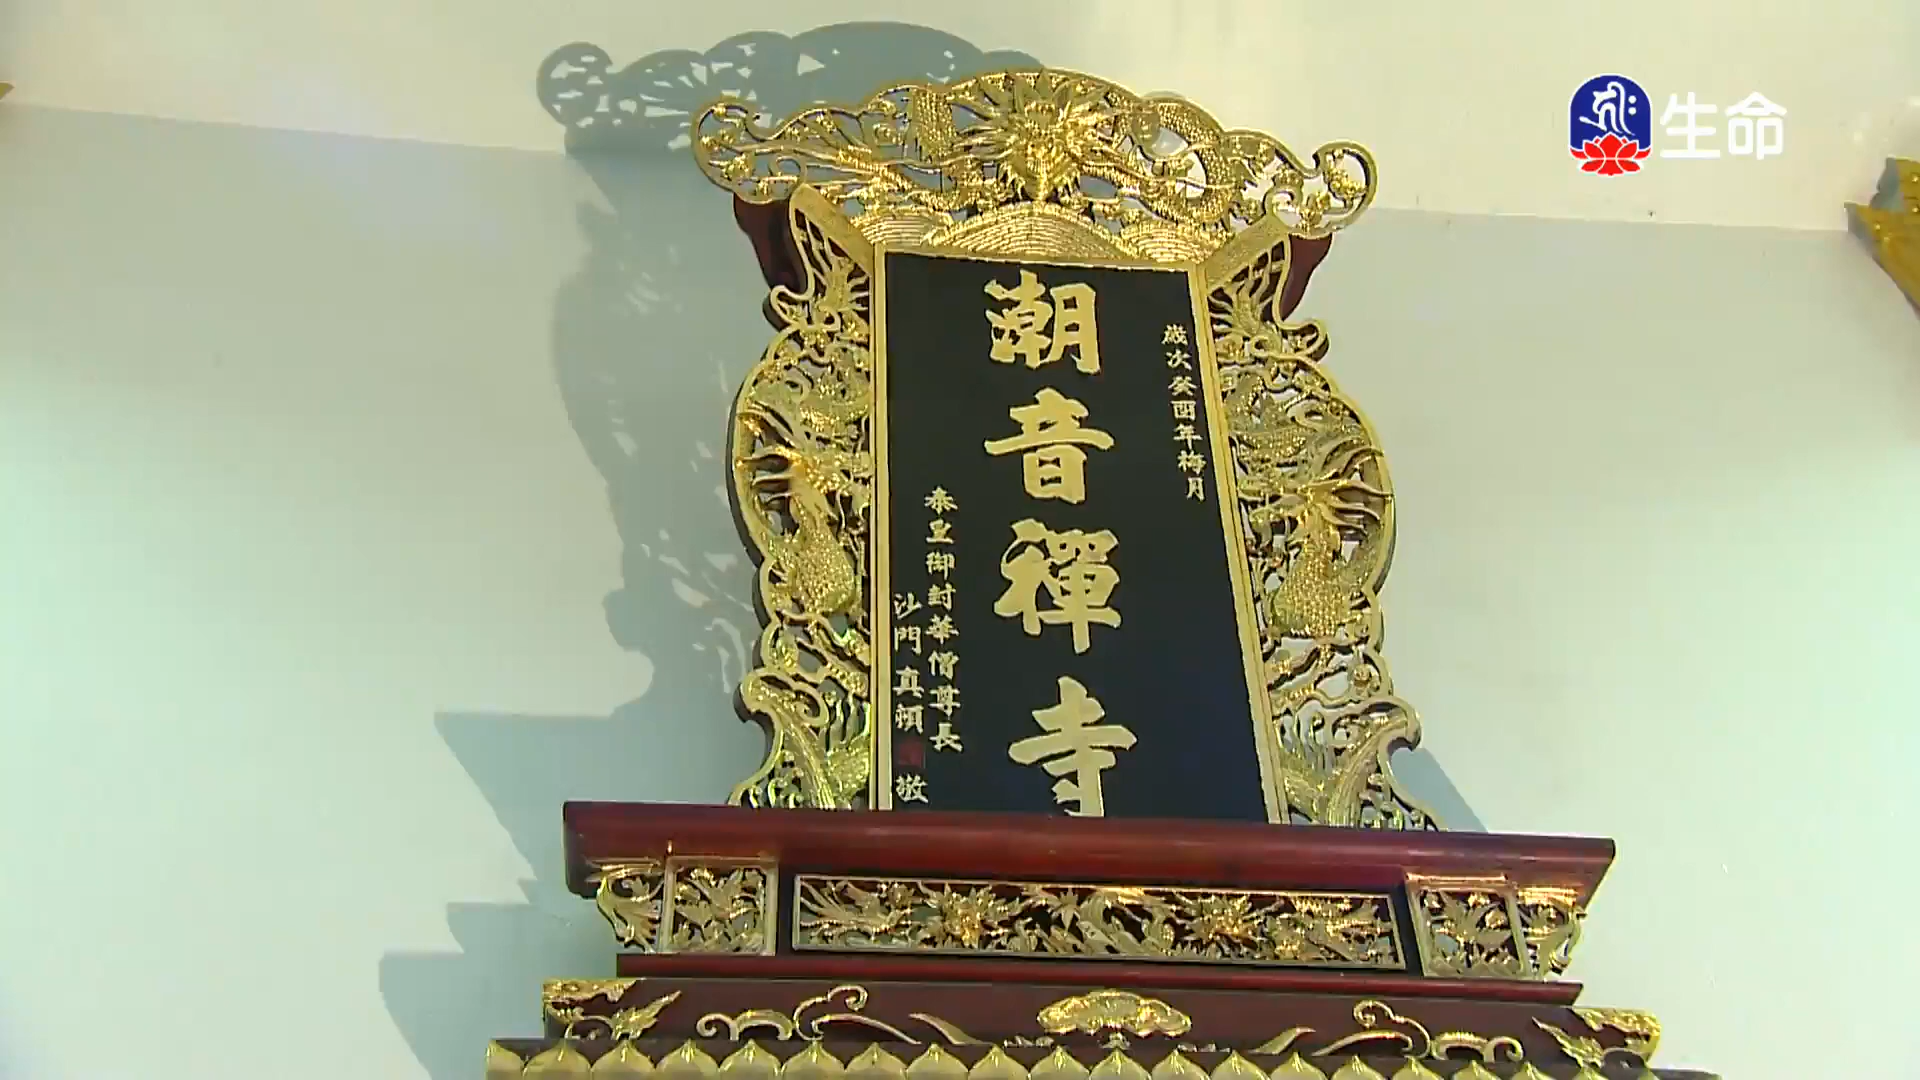 生命
歲次癸酉年梅月
潮音禪寺
泰皇御封華僧尊長
沙門真頓
敬